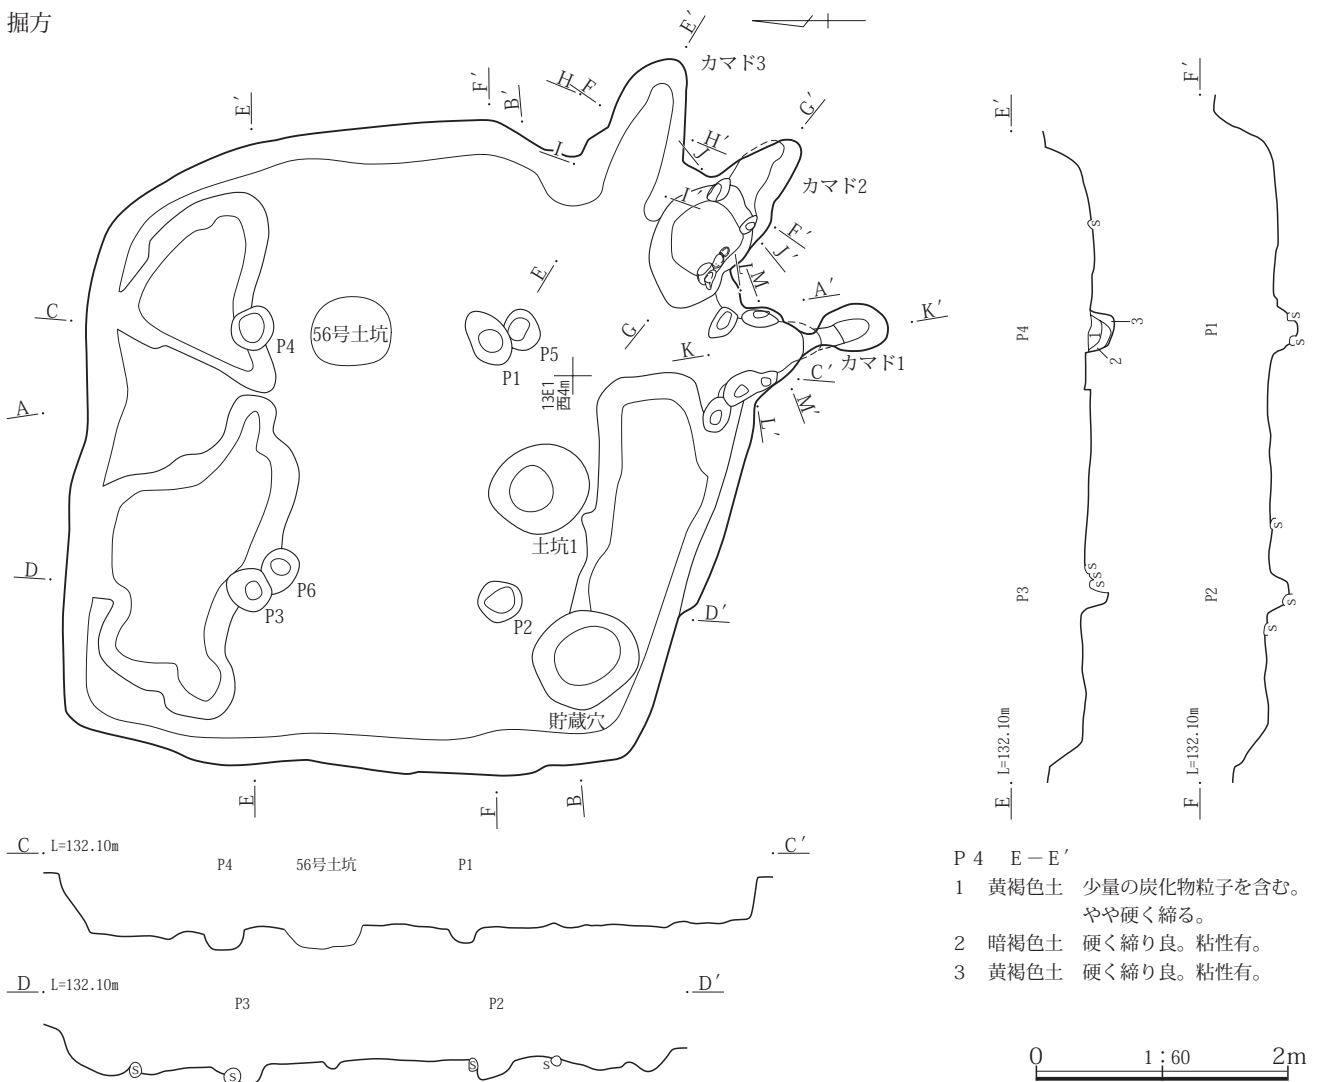 掘方
E′
カマド3
F′
B′
H
F
E′
G′
I
H′
J
カマド2
I′
F′
J′
E
L
M
A′
K′
C
P4
56号土坑
P1
P5
G
K
カマド1
C′
M′
L′
13E1
西4m
A
土坑1
D
P6
P3
P2
D′
貯蔵穴
E
F
B
E′
S
P4
1
2
3
S
S
S
P3
L=132.10m
E
F′
P1
S
S
S
P2
S
S
L=132.10m
F
C L=132.10m
P4 56号土坑 P1
C′
D L=132.10m
P3 P2
D′
S S S S
P4 E－E′
1 黄褐色土 少量の炭化物粒子を含む。
やや硬く締る。
2 暗褐色土 硬く締り良。粘性有。
3 黄褐色土 硬く締り良。粘性有。
0 1：60 2m